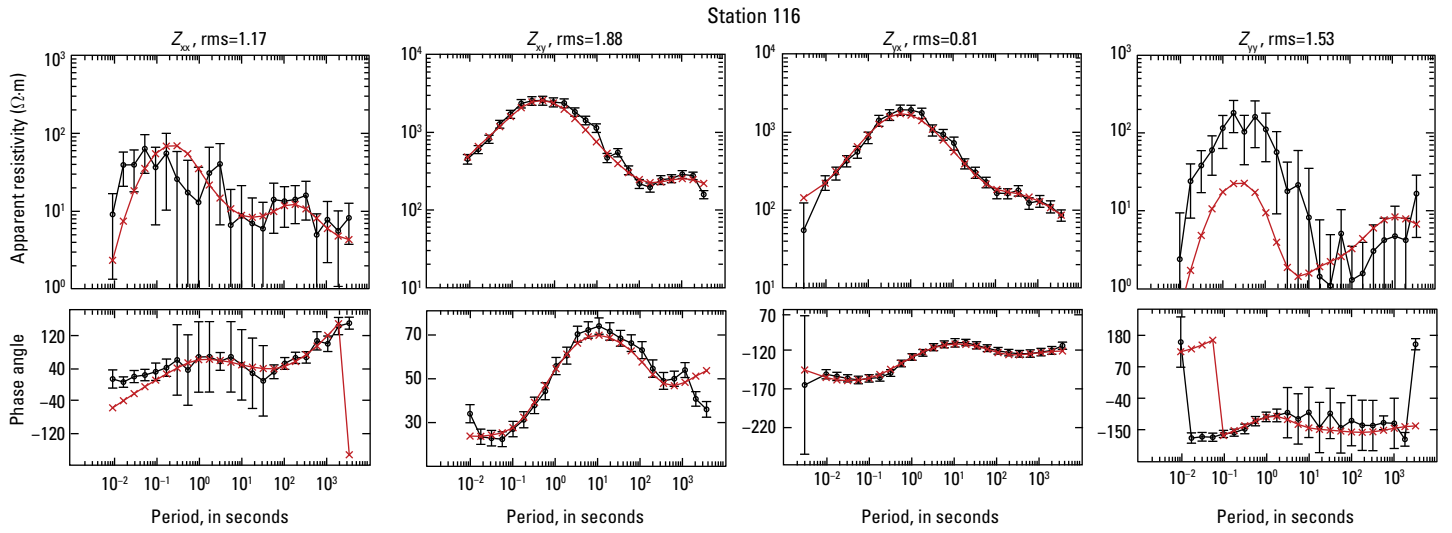 Station 116
Zxx, rms=1.17
Zxy, rms=1.88
Zyx, rms=0.81
Zyy, rms=1.53
Apparent resistivity (Ω·m)
10³
10²
10¹
10⁰
10⁴
10³
10²
10¹
10⁴
10³
10²
10¹
10³
10²
10¹
10⁰
Phase angle
120
40
−40
−120
70
50
30
70
−120
−170
−220
180
70
−40
−150
10⁻² 10⁻¹ 10⁰ 10¹ 10² 10³
10⁻² 10⁻¹ 10⁰ 10¹ 10² 10³
10⁻² 10⁻¹ 10⁰ 10¹ 10² 10³
10⁻² 10⁻¹ 10⁰ 10¹ 10² 10³
Period, in seconds
Period, in seconds
Period, in seconds
Period, in seconds